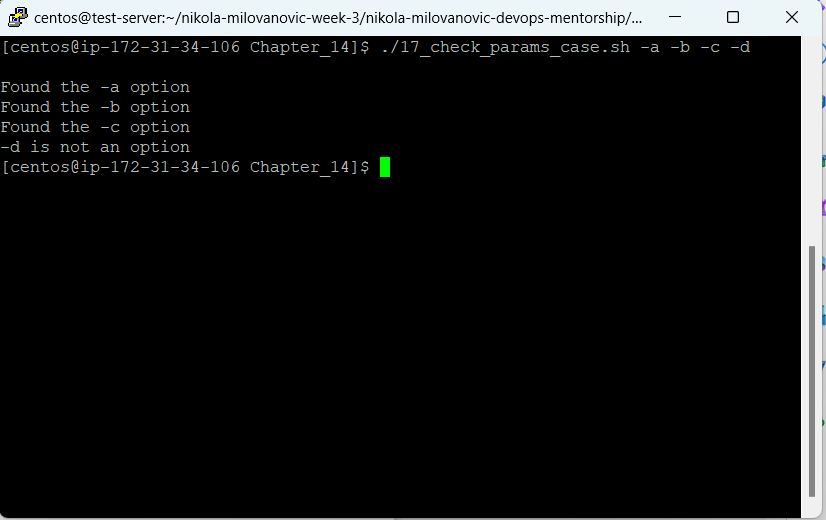 centos@test-server:~/nikola-milovanovic-week-3/nikola-milovanovic-devops-mentorship/...
[centos@ip-172-31-34-106 Chapter_14]$ ./17_check_params_case.sh -a -b -c -d
Found the -a option
Found the -b option
Found the -c option
-d is not an option
[centos@ip-172-31-34-106 Chapter_14]$